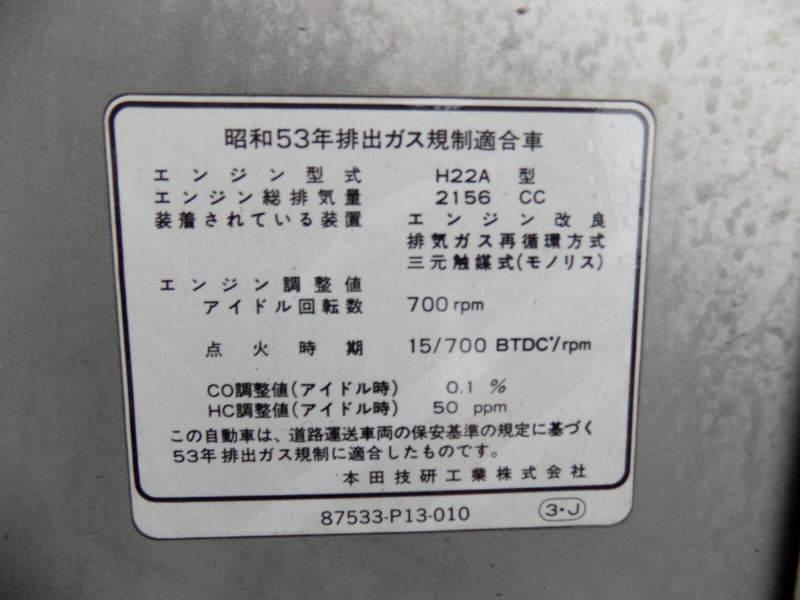 昭和53年排出ガス規制適合車
エンジン型式 H22A 型
エンジン総排気量 2156 CC
装着されている装置 エンジン改良
排気ガス再循環方式
三元触媒式(モノリス)
エンジン調整値
アイドル回転数 700 rpm
点火時期 15/700 BTDC°/rpm
CO調整値(アイドル時) 0.1 %
HC調整値(アイドル時) 50 ppm
この自動車は、道路運送車両の保安基準の規定に基づく
53年排出ガス規制に適合したものです。
本田技研工業株式会社
87533-P13-010 3・J